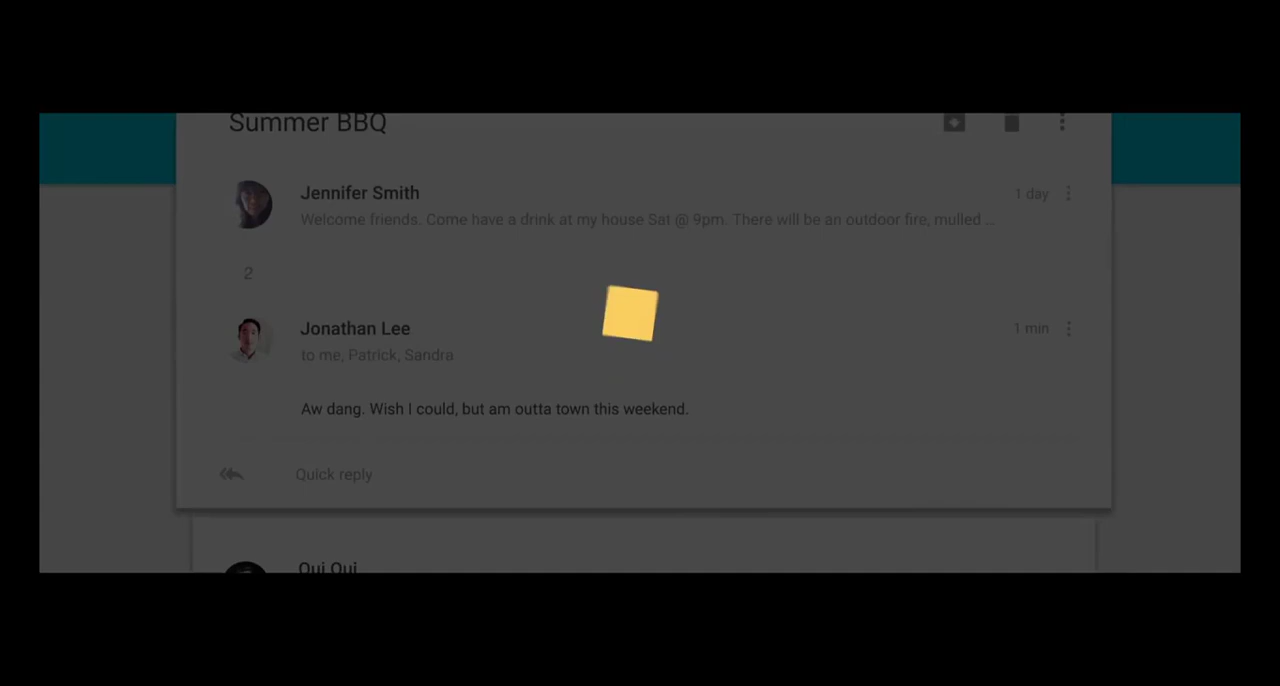 Summer BBQ
Jennifer Smith
1 day
Welcome friends. Come have a drink at my house Sat @ 9pm. There will be an outdoor fire, mulled ...
2
Jonathan Lee
1 min
to me, Patrick, Sandra
Aw dang. Wish I could, but am outta town this weekend.
Quick reply
Oui Oui